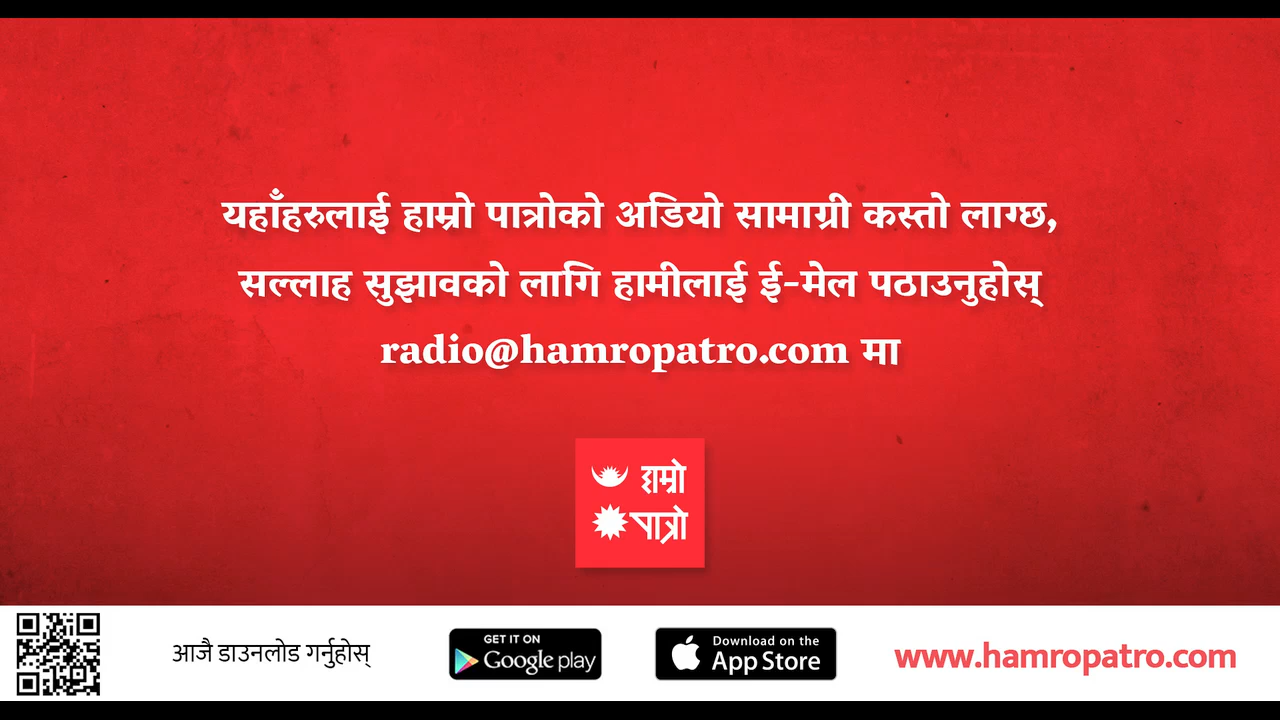 यहाँहरुलाई हाम्रो पात्रोको अडियो सामाग्री कस्तो लाग्छ,
सल्लाह सुझावको लागि हामीलाई ई-मेल पठाउनुहोस्
radio@hamropatro.com मा
हाम्रो
पात्रो
आजै डाउनलोड गर्नुहोस्
GET IT ON
Google play
Download on the
App Store
www.hamropatro.com